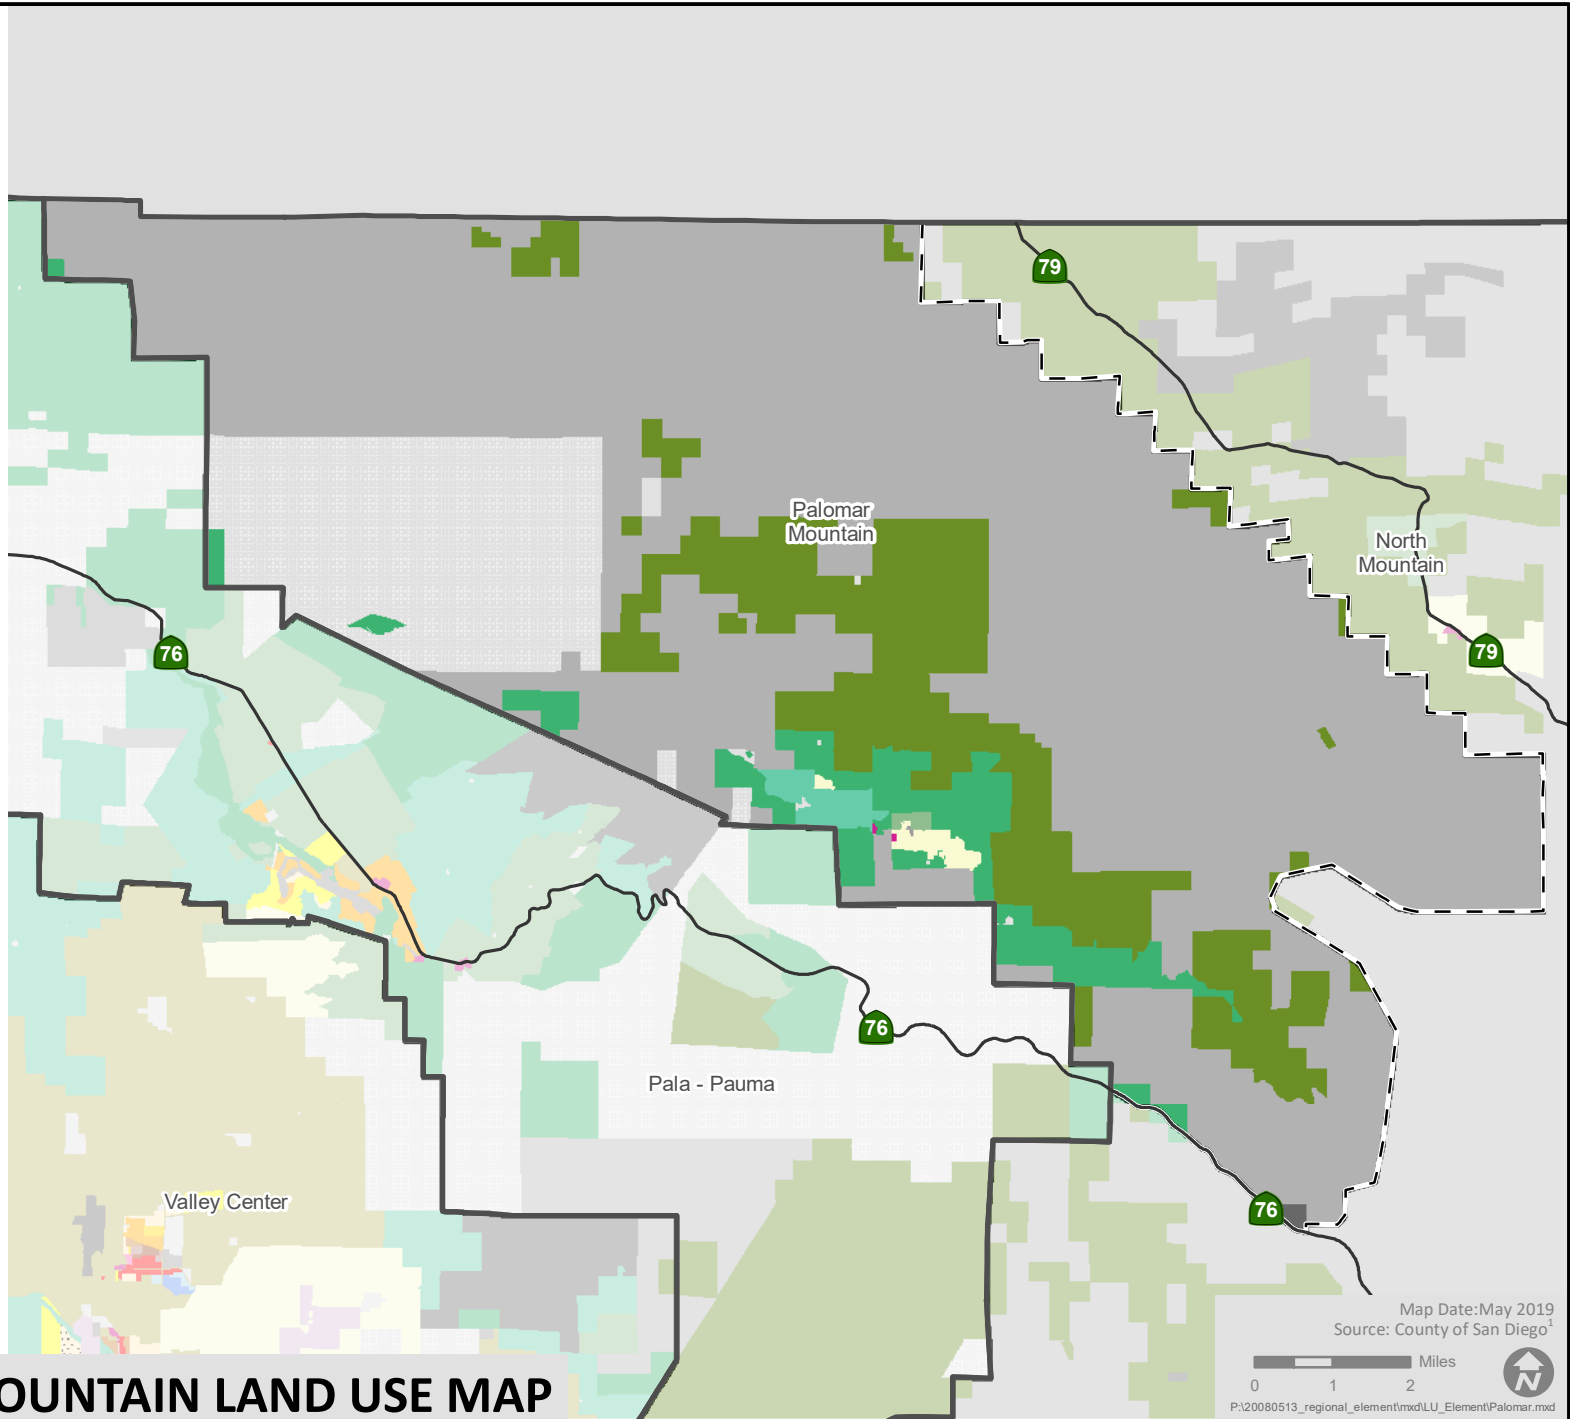 79
Palomar
Mountain
North
Mountain
76
79
76
Pala - Pauma
Valley Center
76
Map Date:May 2019
Source: County of San Diego1
Miles
0 1 2
N
P:\20080513_regional_element\mxd\LU_Element\Palomar.mxd
OUNTAIN LAND USE MAP